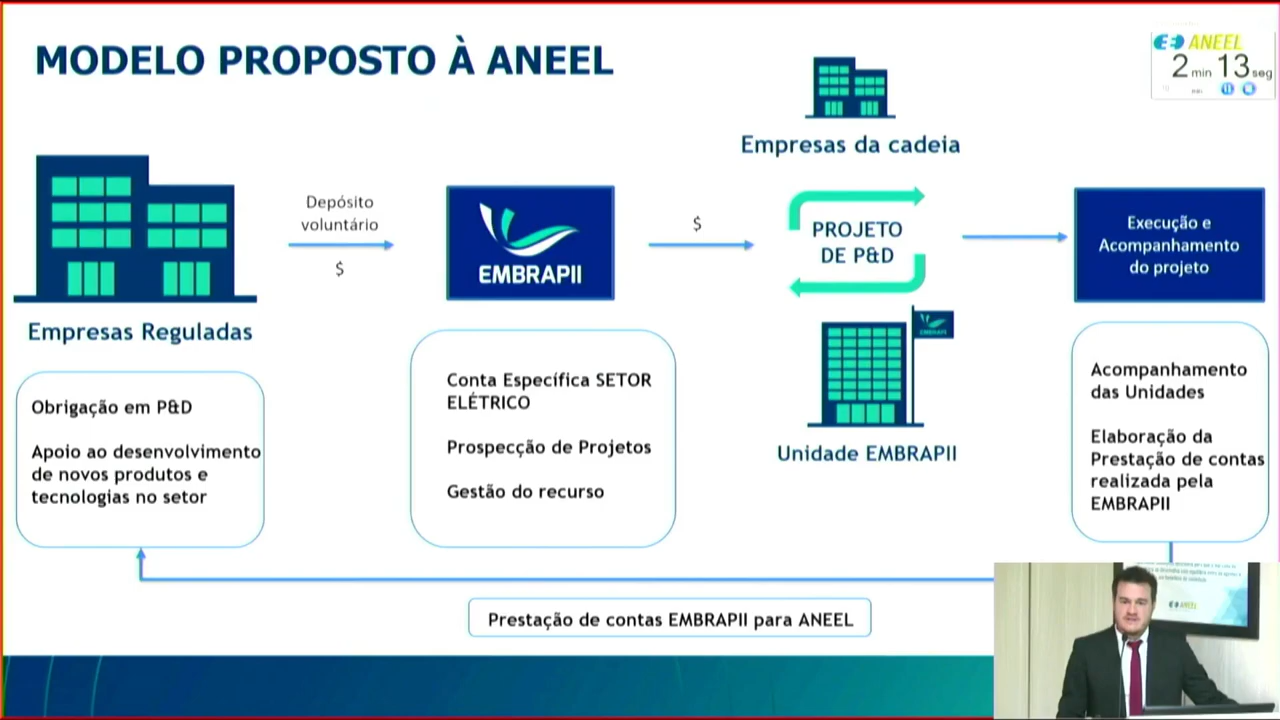 MODELO PROPOSTO À ANEEL
ANEEL
2 min 13 seg
Empresas da cadeia
Depósito
voluntário
$
EMBRAPII
$
PROJETO
DE P&D
Execução e
Acompanhamento
do projeto
Empresas Reguladas
EMBRAPII
Obrigação em P&D
Apoio ao desenvolvimento
de novos produtos e
tecnologias no setor
Conta Específica SETOR
ELÉTRICO
Prospecção de Projetos
Gestão do recurso
Unidade EMBRAPII
Acompanhamento
das Unidades
Elaboração da
Prestação de contas
realizada pela
EMBRAPII
Prestação de contas EMBRAPII para ANEEL
ANEEL